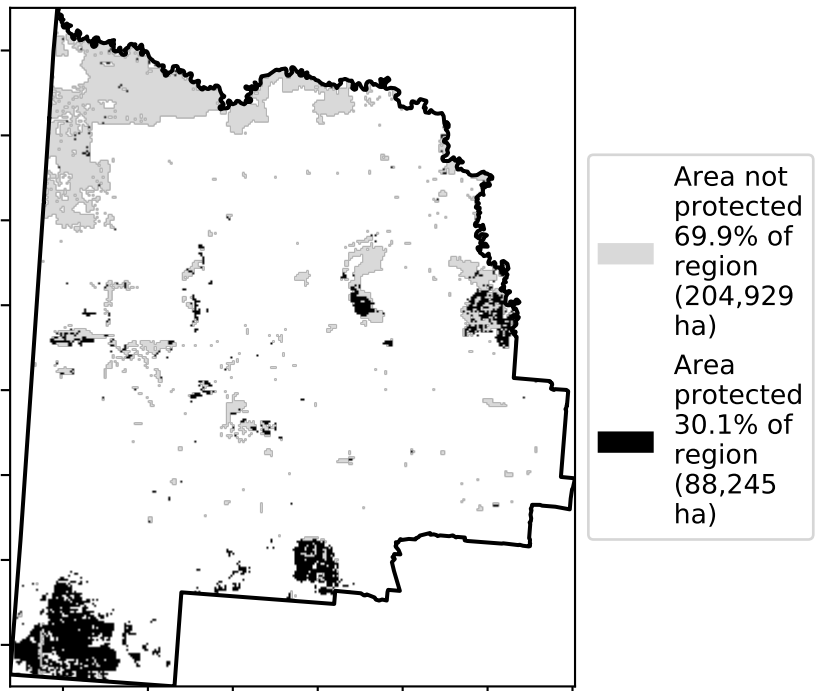 Area not
protected
69.9% of
region
(204,929
ha)
Area
protected
30.1% of
region
(88,245
ha)